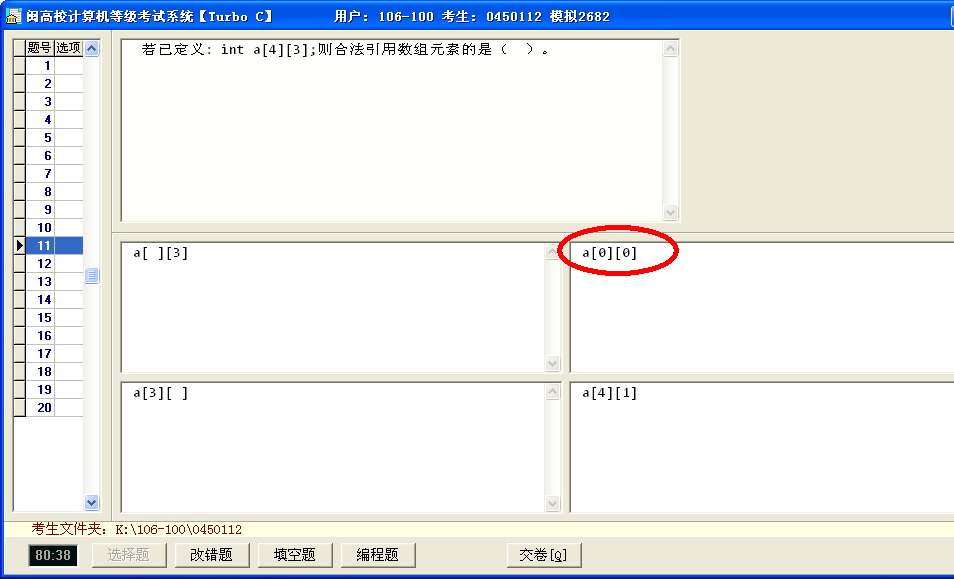 闽高校计算机等级考试系统【Turbo C】 用户: 106-100 考生: 0450112 模拟2682
题号 选项
若已定义: int a[4][3];则合法引用数组元素的是（ ）。
1
2
3
4
5
6
7
8
9
10
11
12
13
14
15
16
17
18
19
20
a[ ][3]
a[0][0]
a[3][ ]
a[4][1]
考生文件夹: K:\106-100\0450112
80:38 选择题 改错题 填空题 编程题 交卷[Q]